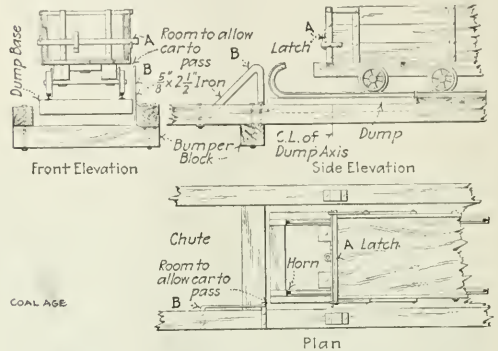 Dump Base
A
Room to allow
car to
pass
B
5/8" x 2 1/2" Iron
Bumper
Block
Front Elevation
B
Latch
A
C.L. of
Dump Axis
Dump
Side Elevation
Chute
Room to
allow car to
pass
B
Horn
A Latch
Plan
COAL AGE